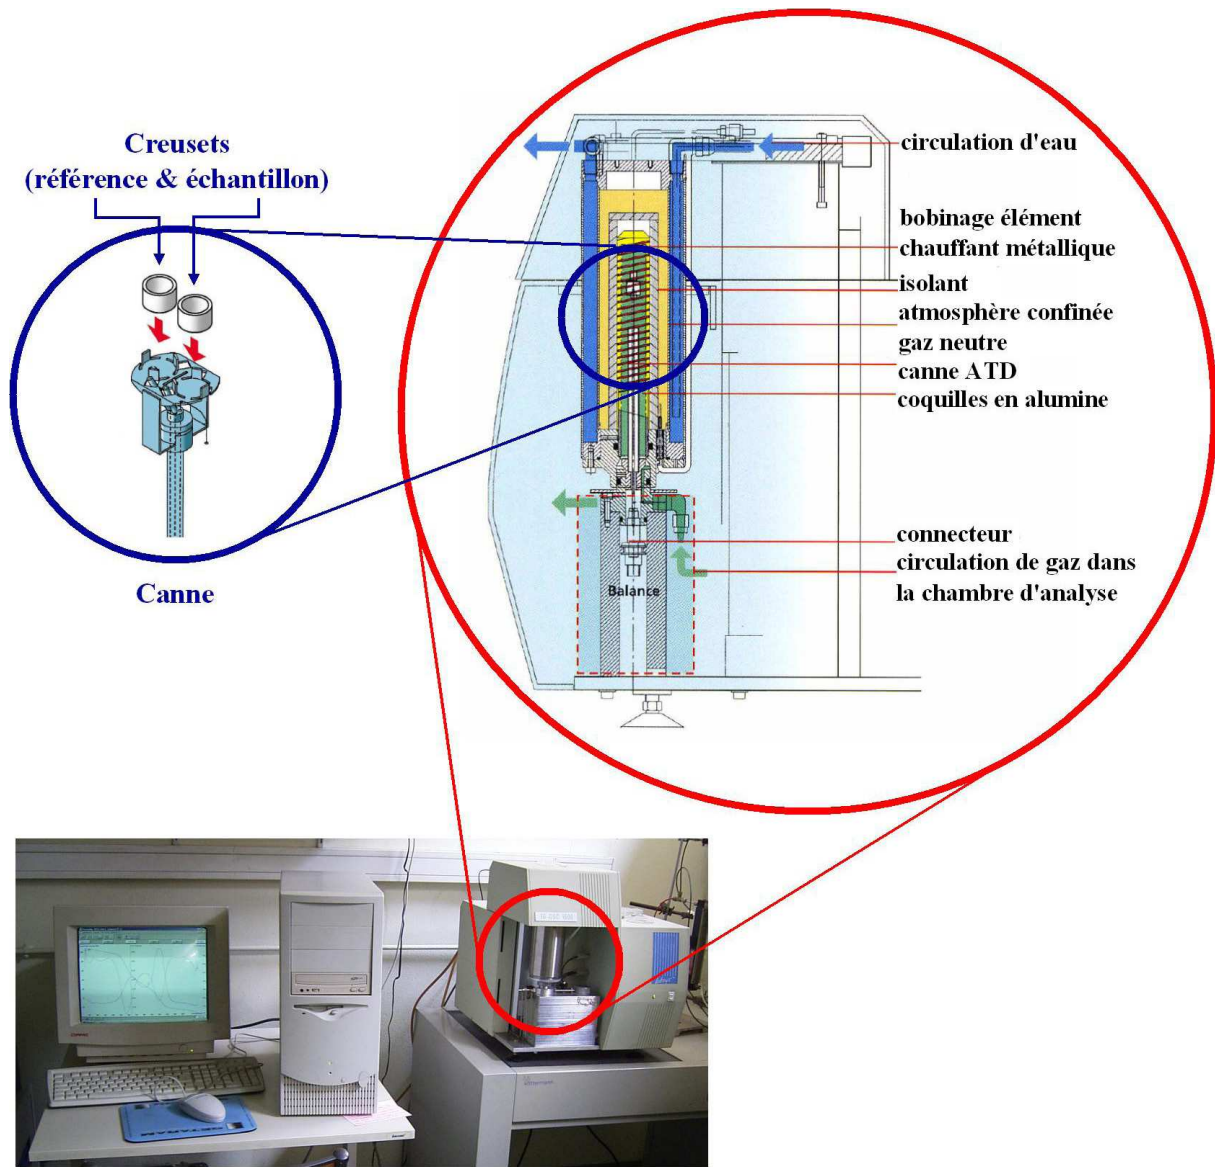 Creusets
(référence & échantillon)
Canne
circulation d'eau
bobinage élément
chauffant métallique
isolant
atmosphère confinée
gaz neutre
canne ATD
coquilles en alumine
connecteur
circulation de gaz dans
la chambre d'analyse
Balance
SETARAM